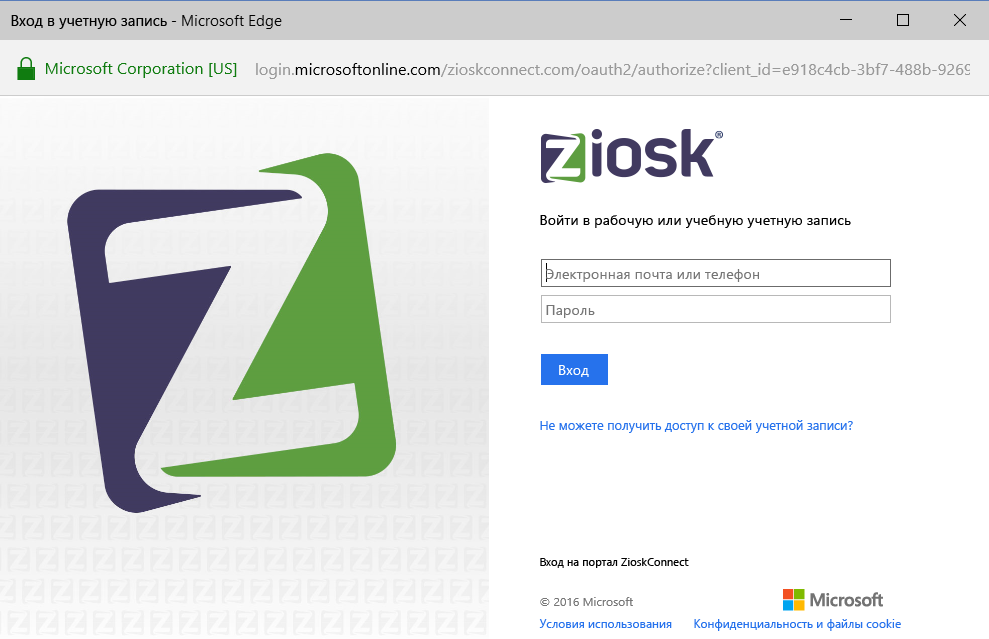 Вход в учетную запись - Microsoft Edge
Microsoft Corporation [US] login.microsoftonline.com/zioskconnect.com/oauth2/authorize?client_id=e918c4cb-3bf7-488b-9269
ziosk®
Войти в рабочую или учебную учетную запись
Электронная почта или телефон
Пароль
Вход
Не можете получить доступ к своей учетной записи?
Вход на портал ZioskConnect
© 2016 Microsoft
Microsoft
Условия использования Конфиденциальность и файлы cookie